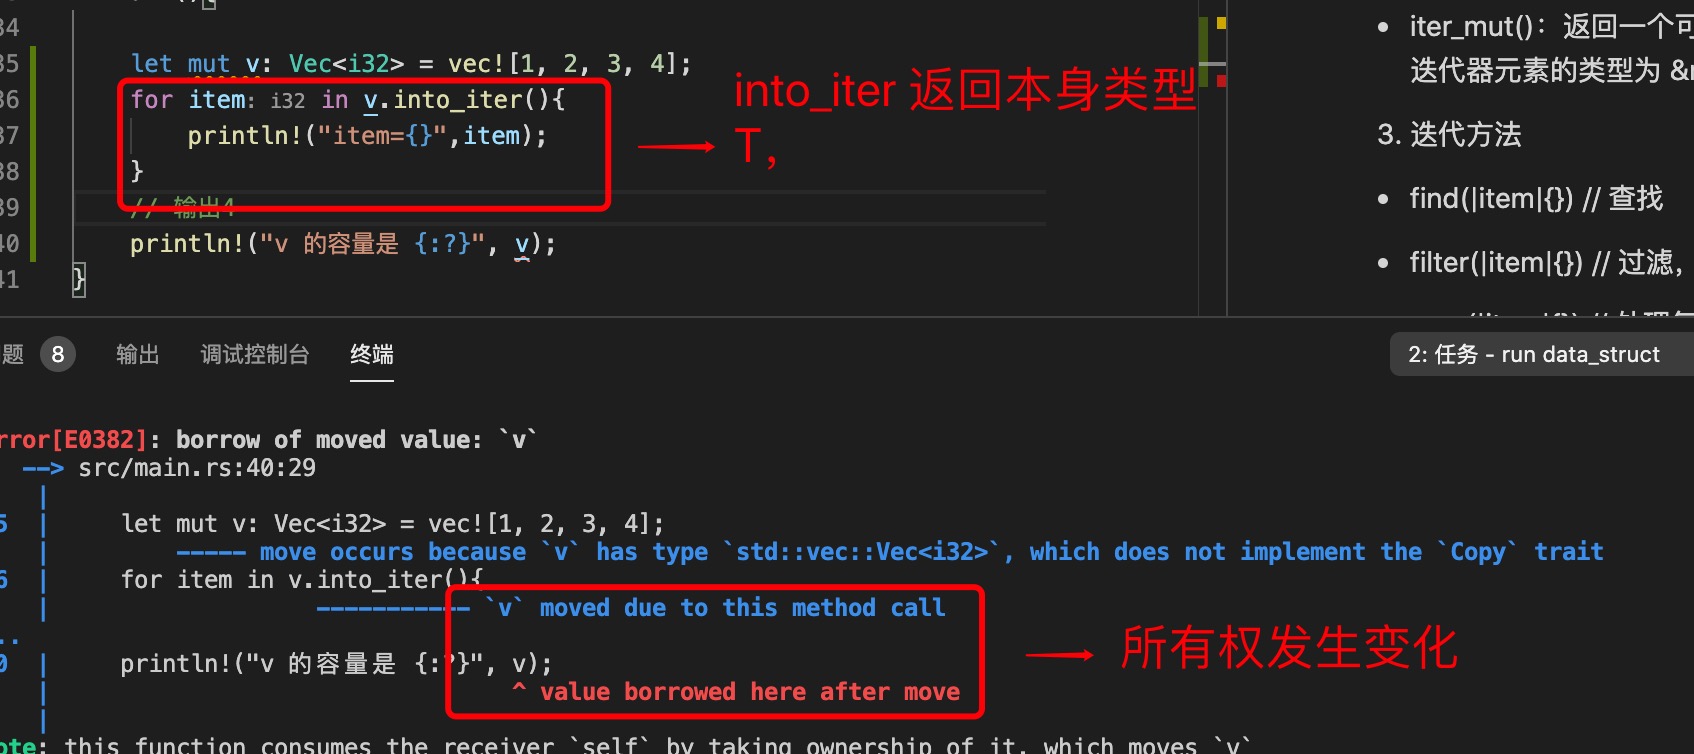 34
35 let mut v: Vec<i32> = vec![1, 2, 3, 4];
36 for item: i32 in v.into_iter(){
37 println!("item={}",item);
38 }
39 // 输出4
40 println!("v 的容量是 {:?}", v);
41 }
into_iter 返回本身类型
T,
iter_mut()：返回一个可
迭代器元素的类型为 &
3. 迭代方法
find(|item|{}) // 查找
filter(|item|{}) // 过滤，
题 8 输出 调试控制台 终端
2: 任务 - run data_struct
rror[E0382]: borrow of moved value: `v`
--> src/main.rs:40:29
|
5 | let mut v: Vec<i32> = vec![1, 2, 3, 4];
| ----- move occurs because `v` has type `std::vec::Vec<i32>`, which does not implement the `Copy` trait
6 | for item in v.into_iter(){
| ----------- `v` moved due to this method call
..
0 | println!("v 的容量是 {:?}", v);
| ^ value borrowed here after move
|
所有权发生变化
ote: this function consumes the receiver `self` by taking ownership of it, which moves `v`